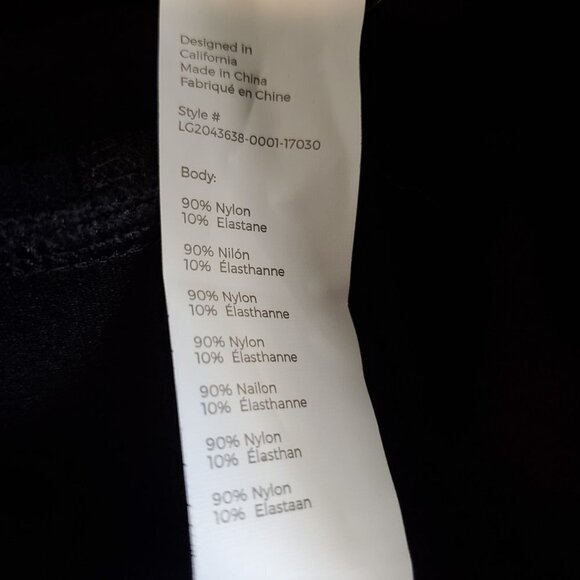 Designed in
California
Made in China
Fabriqué en Chine
Style #
LG2043638-0001-17030
Body:
90% Nylon
10% Elastane
90% Nilón
10% Élasthanne
90% Nylon
10% Élasthanne
90% Nylon
10% Élasthanne
90% Nailon
10% Élasthanne
90% Nylon
10% Élasthan
90% Nylon
10% Elastaan